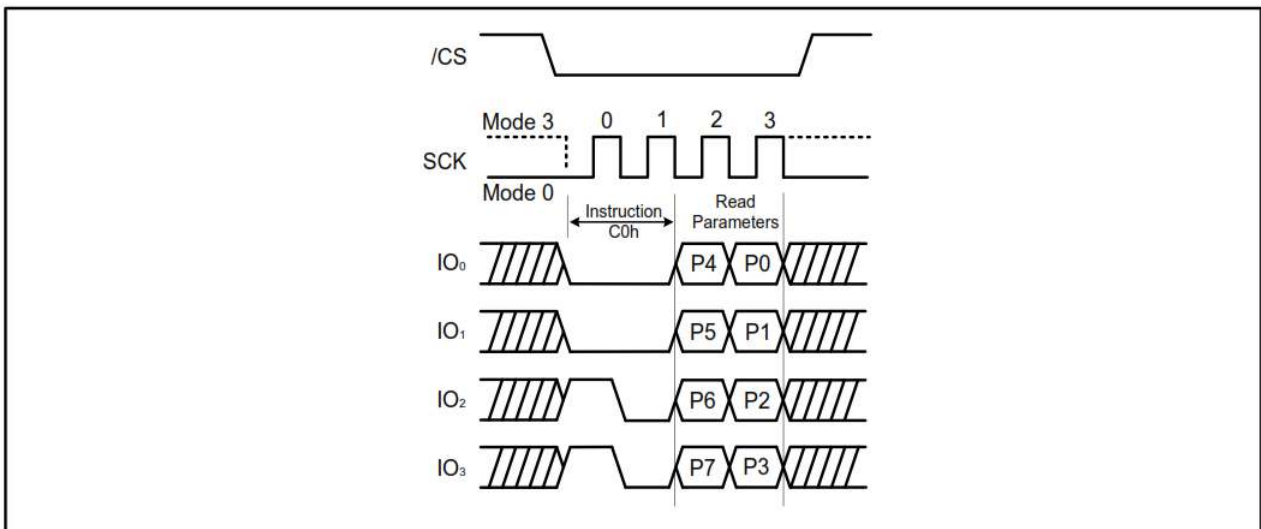 /CS
Mode 3 0 1 2 3
SCK
Mode 0
Instruction
C0h
Read
Parameters
IO₀ P4 P0
IO₁ P5 P1
IO₂ P6 P2
IO₃ P7 P3